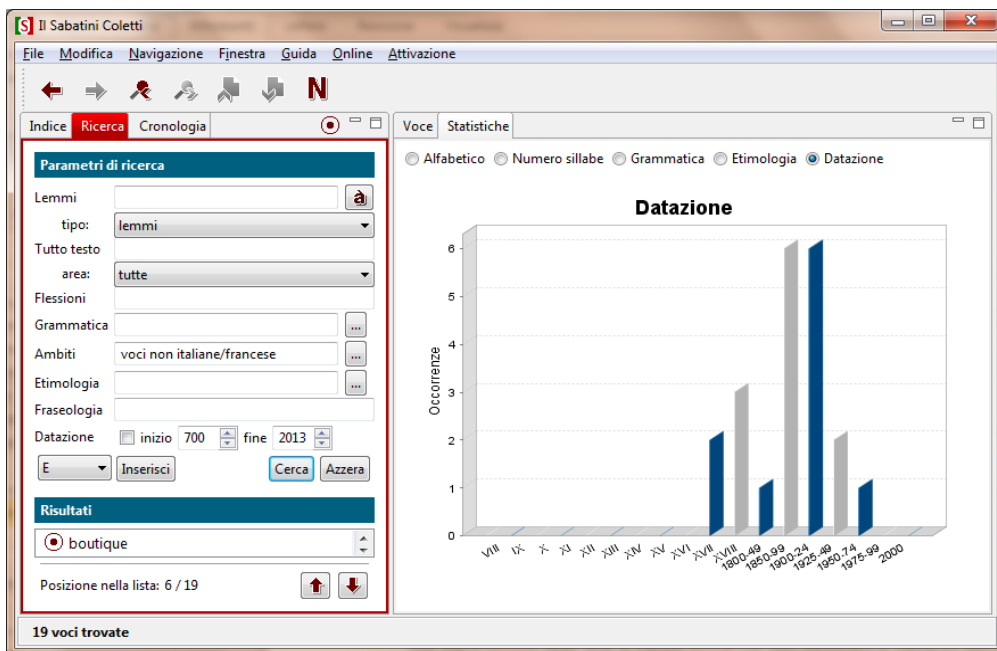 [S] Il Sabatini Coletti
File Modifica Navigazione Finestra Guida Online Attivazione
N
Indice Ricerca Cronologia
Voce Statistiche
Parametri di ricerca
Lemmi à
tipo: lemmi
Tutto testo
area: tutte
Flessioni
Grammatica ...
Ambiti voci non italiane/francese ...
Etimologia ...
Fraseologia
Datazione inizio 700 fine 2013
E Inserisci Cerca Azzera
Risultati
boutique
Posizione nella lista: 6 / 19
19 voci trovate
Alfabetico Numero sillabe Grammatica Etimologia Datazione
Datazione
Occorrenze
6
5
4
3
2
1
0
VIII IX X XI XII XIII XIV XV XVI XVII XVIII 1800-49 1850-99 1900-24 1925-49 1950-74 1975-99 2000